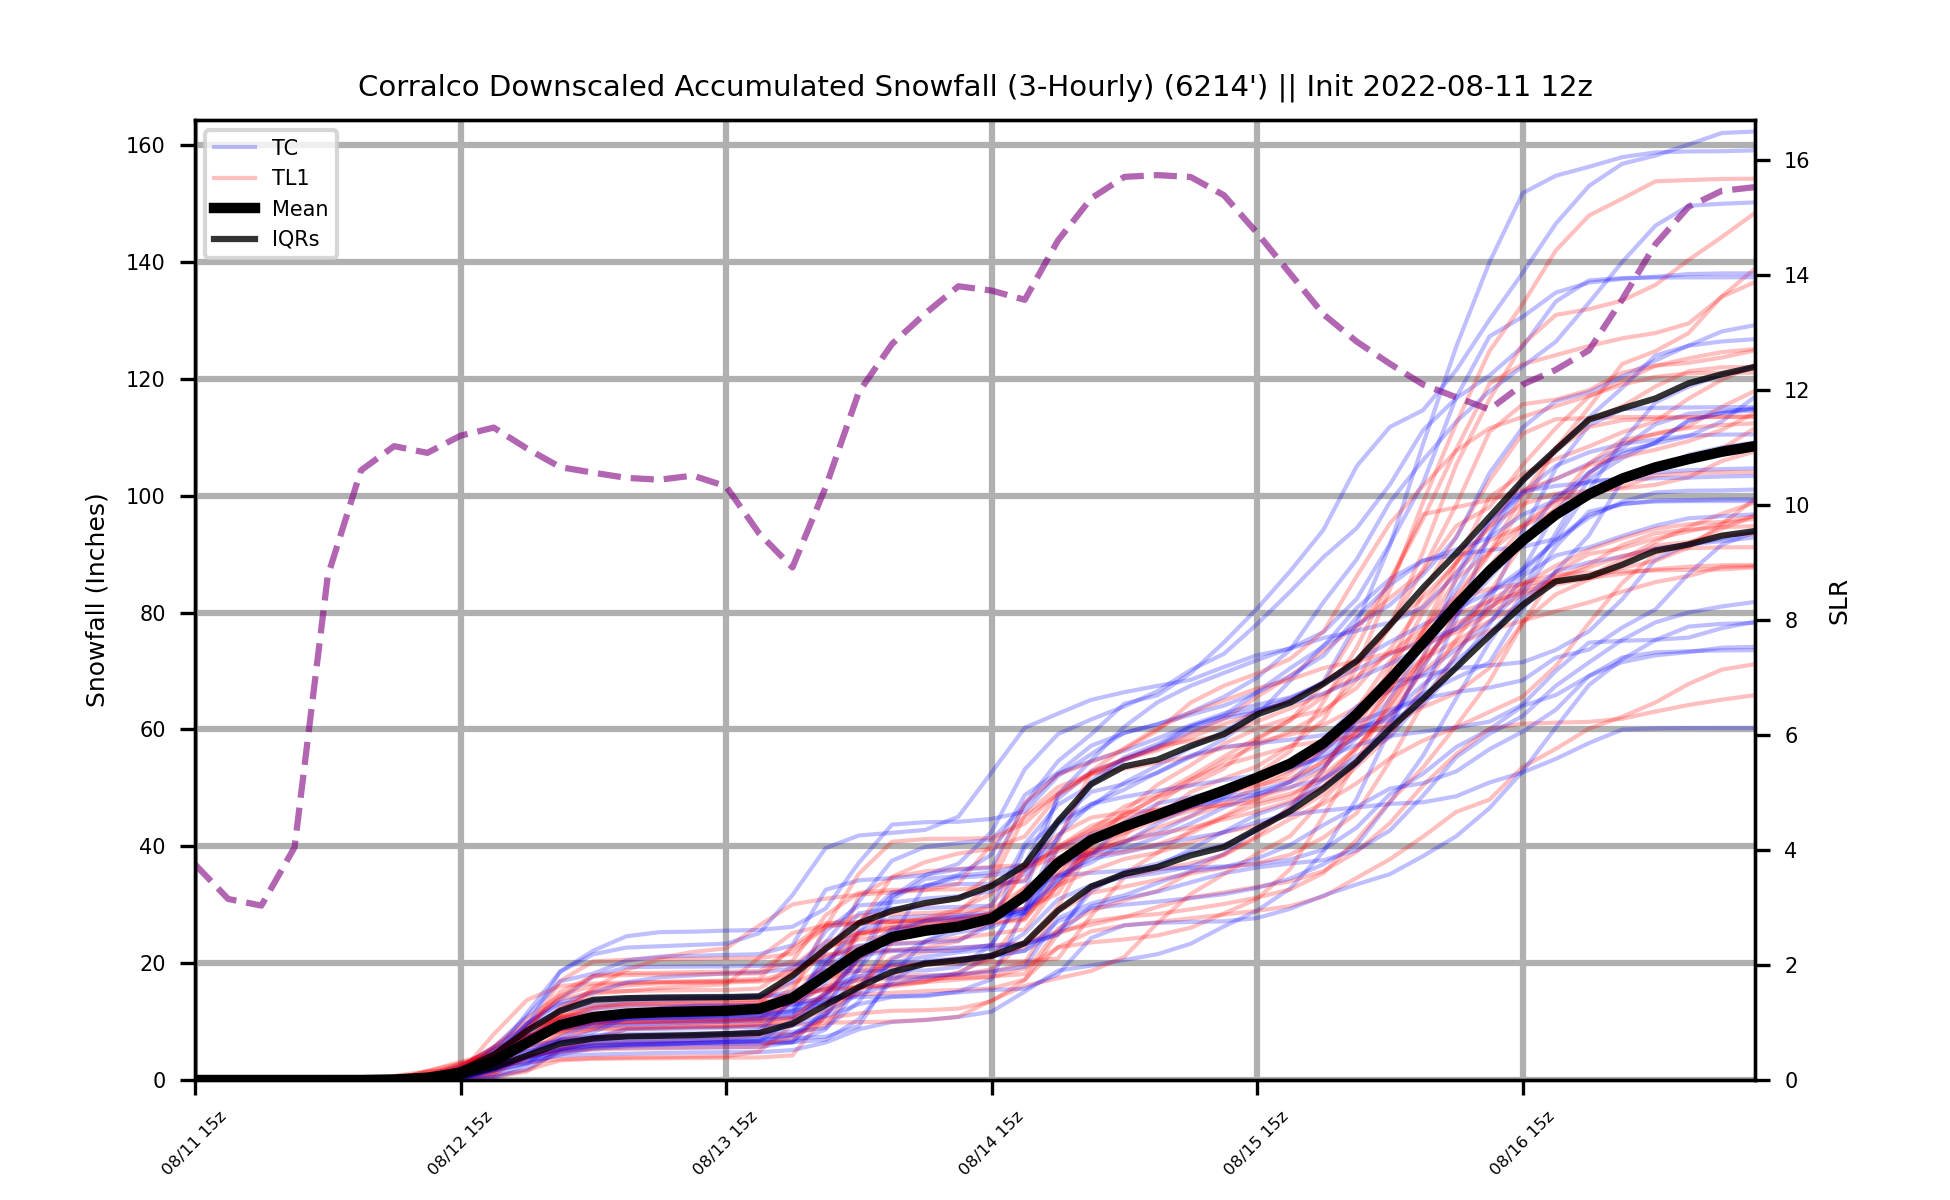 Corralco Downscaled Accumulated Snowfall (3-Hourly) (6214') || Init 2022-08-11 12z
TC
TL1
Mean
IQRs
160
140
120
100
80
60
40
20
0
Snowfall (Inches)
16
14
12
10
8
6
4
2
0
SLR
08/11 15z
08/12 15z
08/13 15z
08/14 15z
08/15 15z
08/16 15z